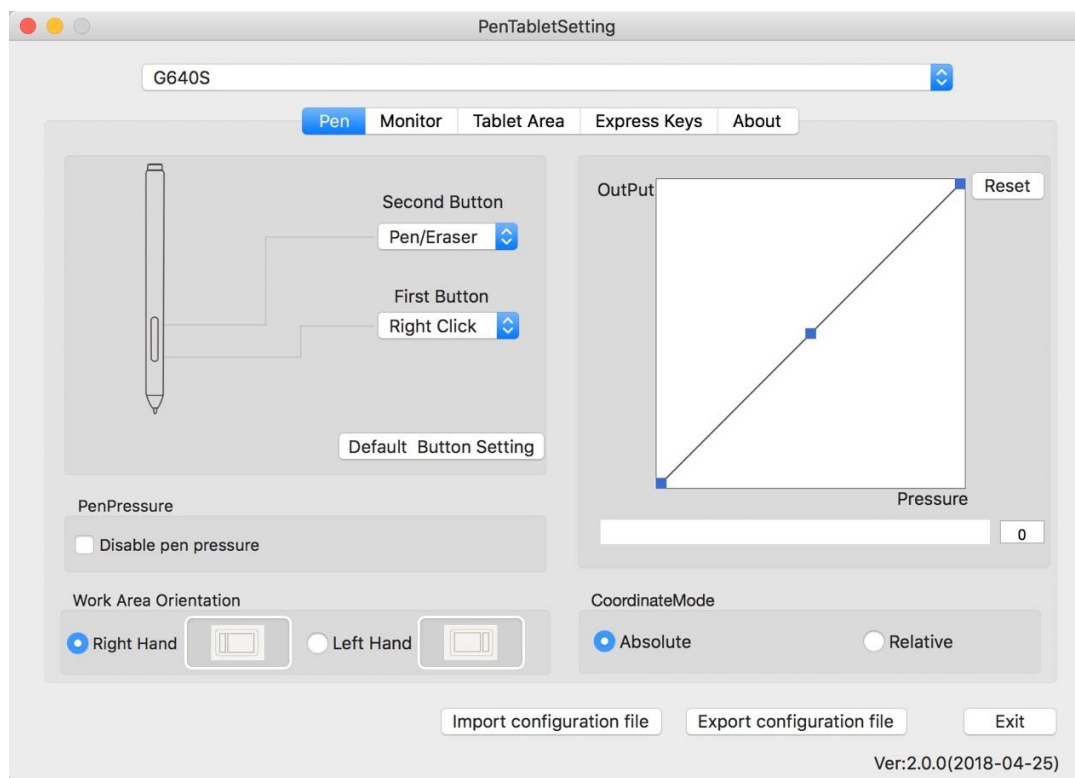 PenTabletSetting
G640S
Pen Monitor Tablet Area Express Keys About
Second Button
Pen/Eraser
First Button
Right Click
Default Button Setting
OutPut
Reset
Pressure
0
PenPressure
Disable pen pressure
Work Area Orientation
Right Hand
Left Hand
CoordinateMode
Absolute
Relative
Import configuration file
Export configuration file
Exit
Ver:2.0.0(2018-04-25)